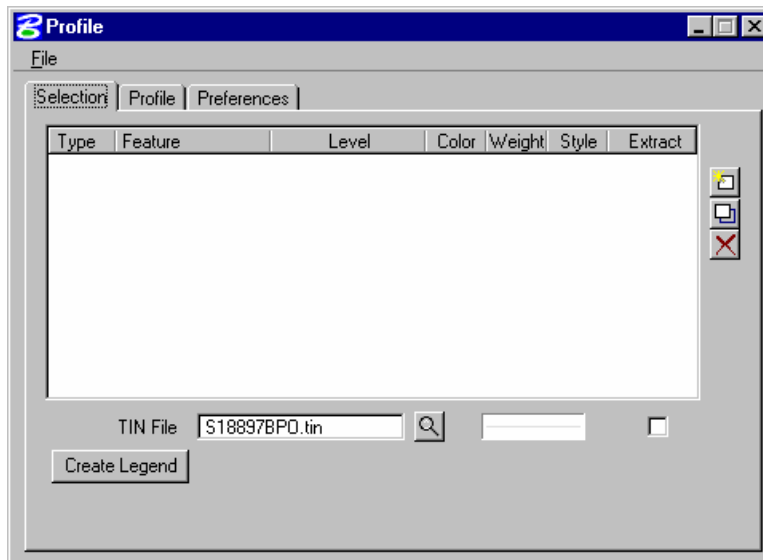 Profile
File
Selection Profile Preferences
Type Feature Level Color Weight Style Extract
TIN File S18897BPO.tin
Create Legend